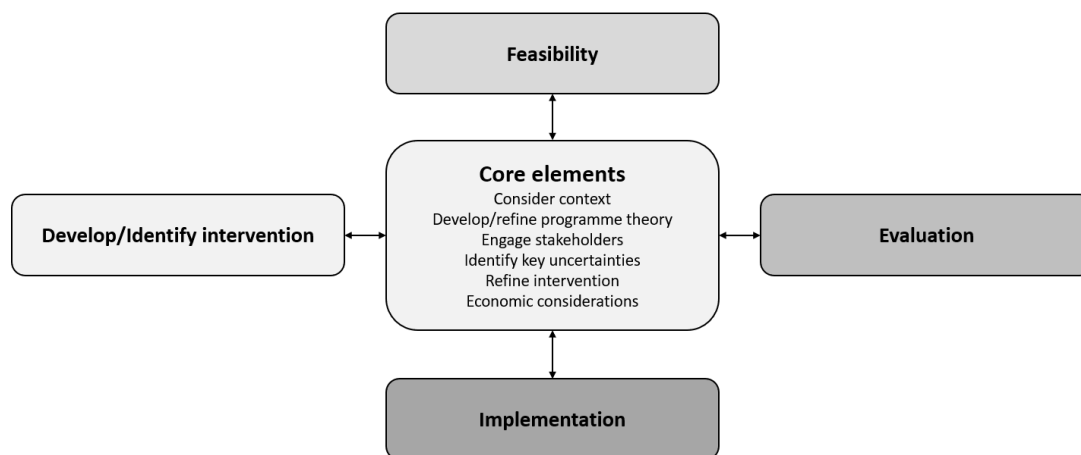 Feasibility
Core elements
Consider context
Develop/refine programme theory
Engage stakeholders
Identify key uncertainties
Refine intervention
Economic considerations
Develop/Identify intervention
Evaluation
Implementation